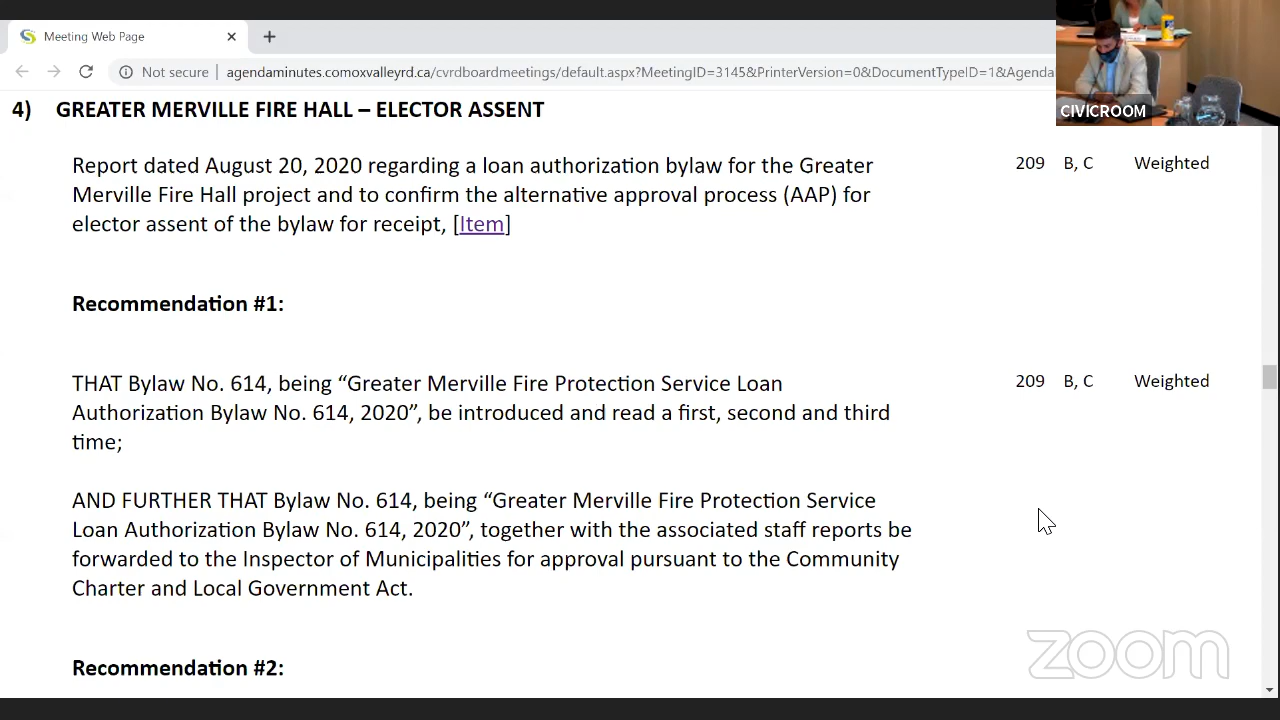 Meeting Web Page
Not secure
agendaminutes.comoxvalleyrd.ca/cvrdboardmeetings/default.aspx?MeetingID=3145&PrinterVersion=0&DocumentTypeID=1&Agenda
CIVICROOM
4) GREATER MERVILLE FIRE HALL – ELECTOR ASSENT
Report dated August 20, 2020 regarding a loan authorization bylaw for the Greater 209 B, C Weighted
Merville Fire Hall project and to confirm the alternative approval process (AAP) for
elector assent of the bylaw for receipt, [Item]
Recommendation #1:
THAT Bylaw No. 614, being “Greater Merville Fire Protection Service Loan 209 B, C Weighted
Authorization Bylaw No. 614, 2020”, be introduced and read a first, second and third
time;
AND FURTHER THAT Bylaw No. 614, being “Greater Merville Fire Protection Service
Loan Authorization Bylaw No. 614, 2020”, together with the associated staff reports be
forwarded to the Inspector of Municipalities for approval pursuant to the Community
Charter and Local Government Act.
Recommendation #2:
zoom